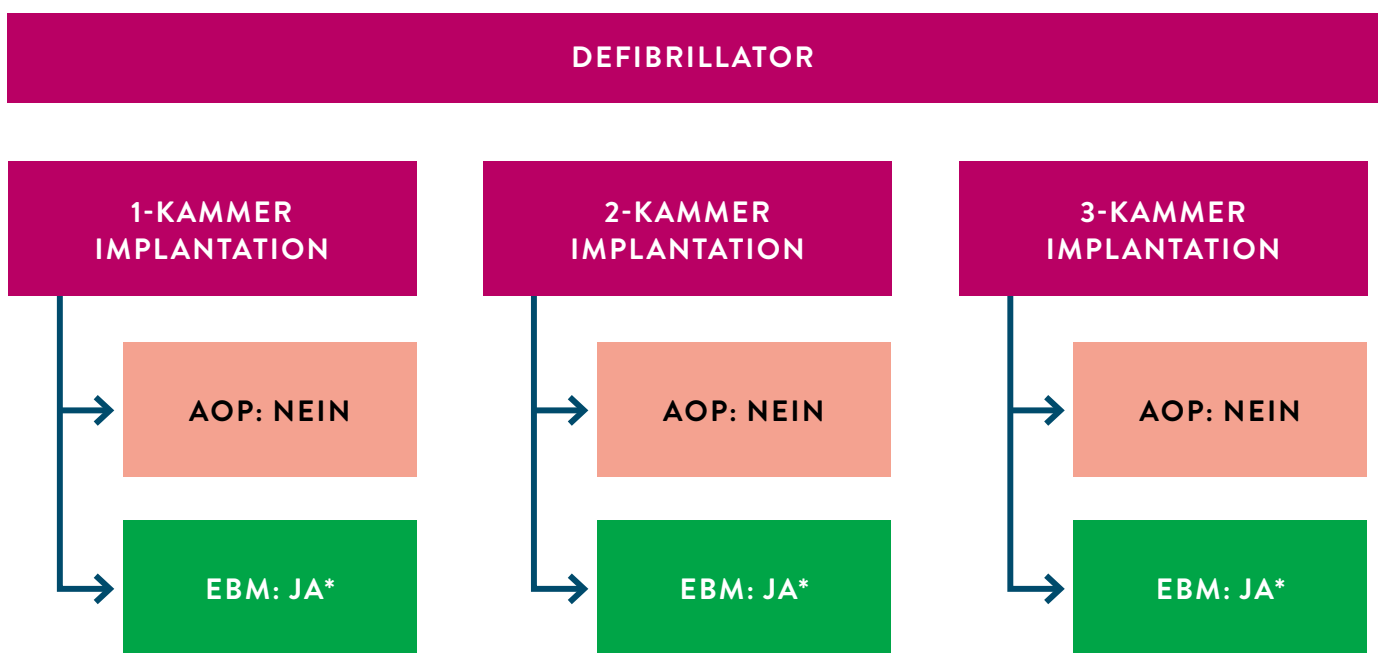 DEFIBRILLATOR
1-KAMMER
IMPLANTATION
2-KAMMER
IMPLANTATION
3-KAMMER
IMPLANTATION
AOP: NEIN
AOP: NEIN
AOP: NEIN
EBM: JA*
EBM: JA*
EBM: JA*